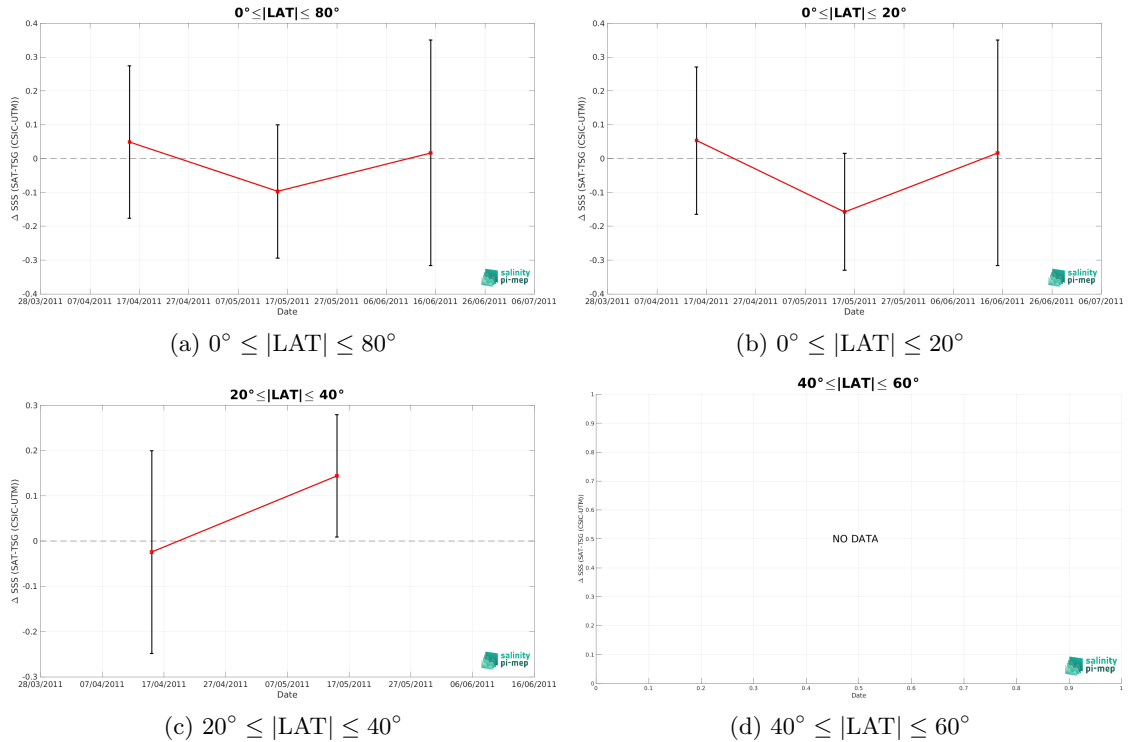 0°≤|LAT|≤ 80°
0.4
0.3
0.2
0.1
0
-0.1
-0.2
-0.3
-0.4
Δ SSS (SAT-TSG (CSIC-UTM))
28/03/2011 07/04/2011 17/04/2011 27/04/2011 07/05/2011 17/05/2011 27/05/2011 06/06/2011 16/06/2011 26/06/2011 06/07/2011
Date
salinity
pi-mep
(a) 0° ≤ |LAT| ≤ 80°
0°≤|LAT|≤ 20°
0.4
0.3
0.2
0.1
0
-0.1
-0.2
-0.3
-0.4
Δ SSS (SAT-TSG (CSIC-UTM))
28/03/2011 07/04/2011 17/04/2011 27/04/2011 07/05/2011 17/05/2011 27/05/2011 06/06/2011 16/06/2011 26/06/2011 06/07/2011
Date
salinity
pi-mep
(b) 0° ≤ |LAT| ≤ 20°
20°≤|LAT|≤ 40°
0.3
0.2
0.1
0
-0.1
-0.2
-0.3
Δ SSS (SAT-TSG (CSIC-UTM))
28/03/2011 07/04/2011 17/04/2011 27/04/2011 07/05/2011 17/05/2011 27/05/2011 06/06/2011 16/06/2011
Date
salinity
pi-mep
(c) 20° ≤ |LAT| ≤ 40°
40°≤|LAT|≤ 60°
1
0.9
0.8
0.7
0.6
0.5
0.4
0.3
0.2
0.1
0
Δ SSS (SAT-TSG (CSIC-UTM))
NO DATA
0 0.1 0.2 0.3 0.4 0.5 0.6 0.7 0.8 0.9 1
Date
salinity
pi-mep
(d) 40° ≤ |LAT| ≤ 60°